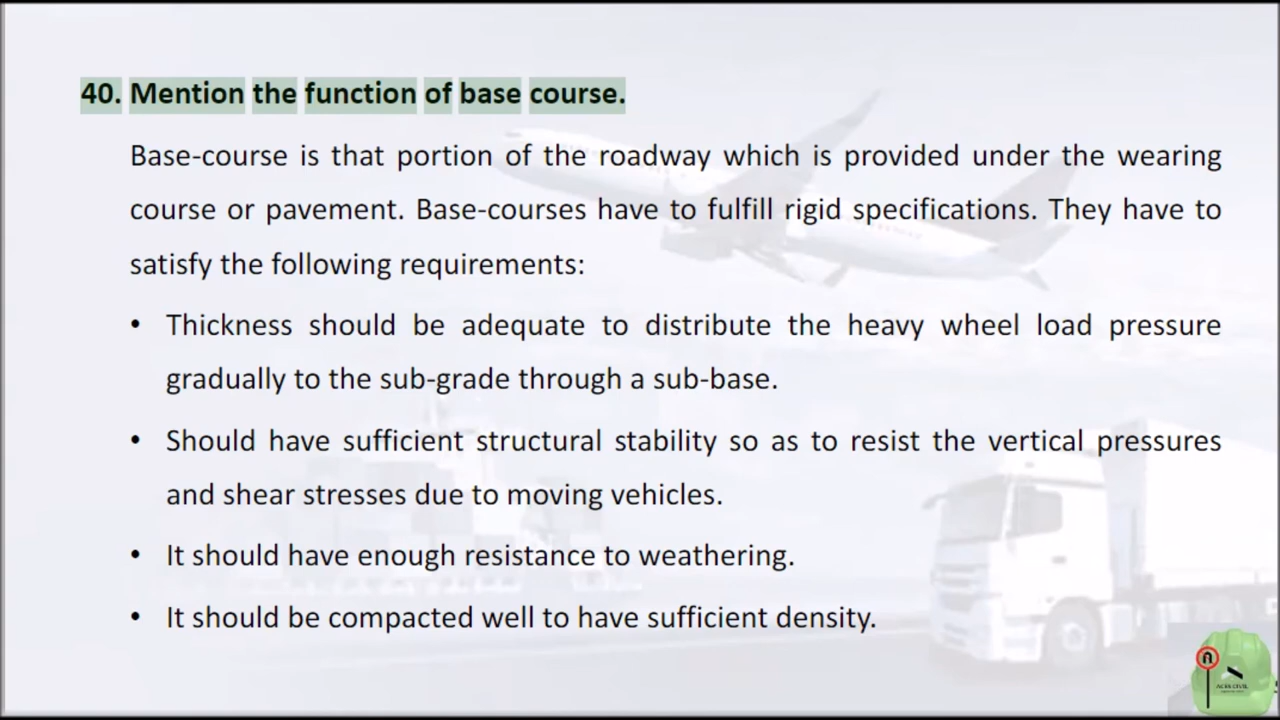 40. Mention the function of base course.
Base-course is that portion of the roadway which is provided under the wearing
course or pavement. Base-courses have to fulfill rigid specifications. They have to
satisfy the following requirements:
• Thickness should be adequate to distribute the heavy wheel load pressure
gradually to the sub-grade through a sub-base.
• Should have sufficient structural stability so as to resist the vertical pressures
and shear stresses due to moving vehicles.
• It should have enough resistance to weathering.
• It should be compacted well to have sufficient density.